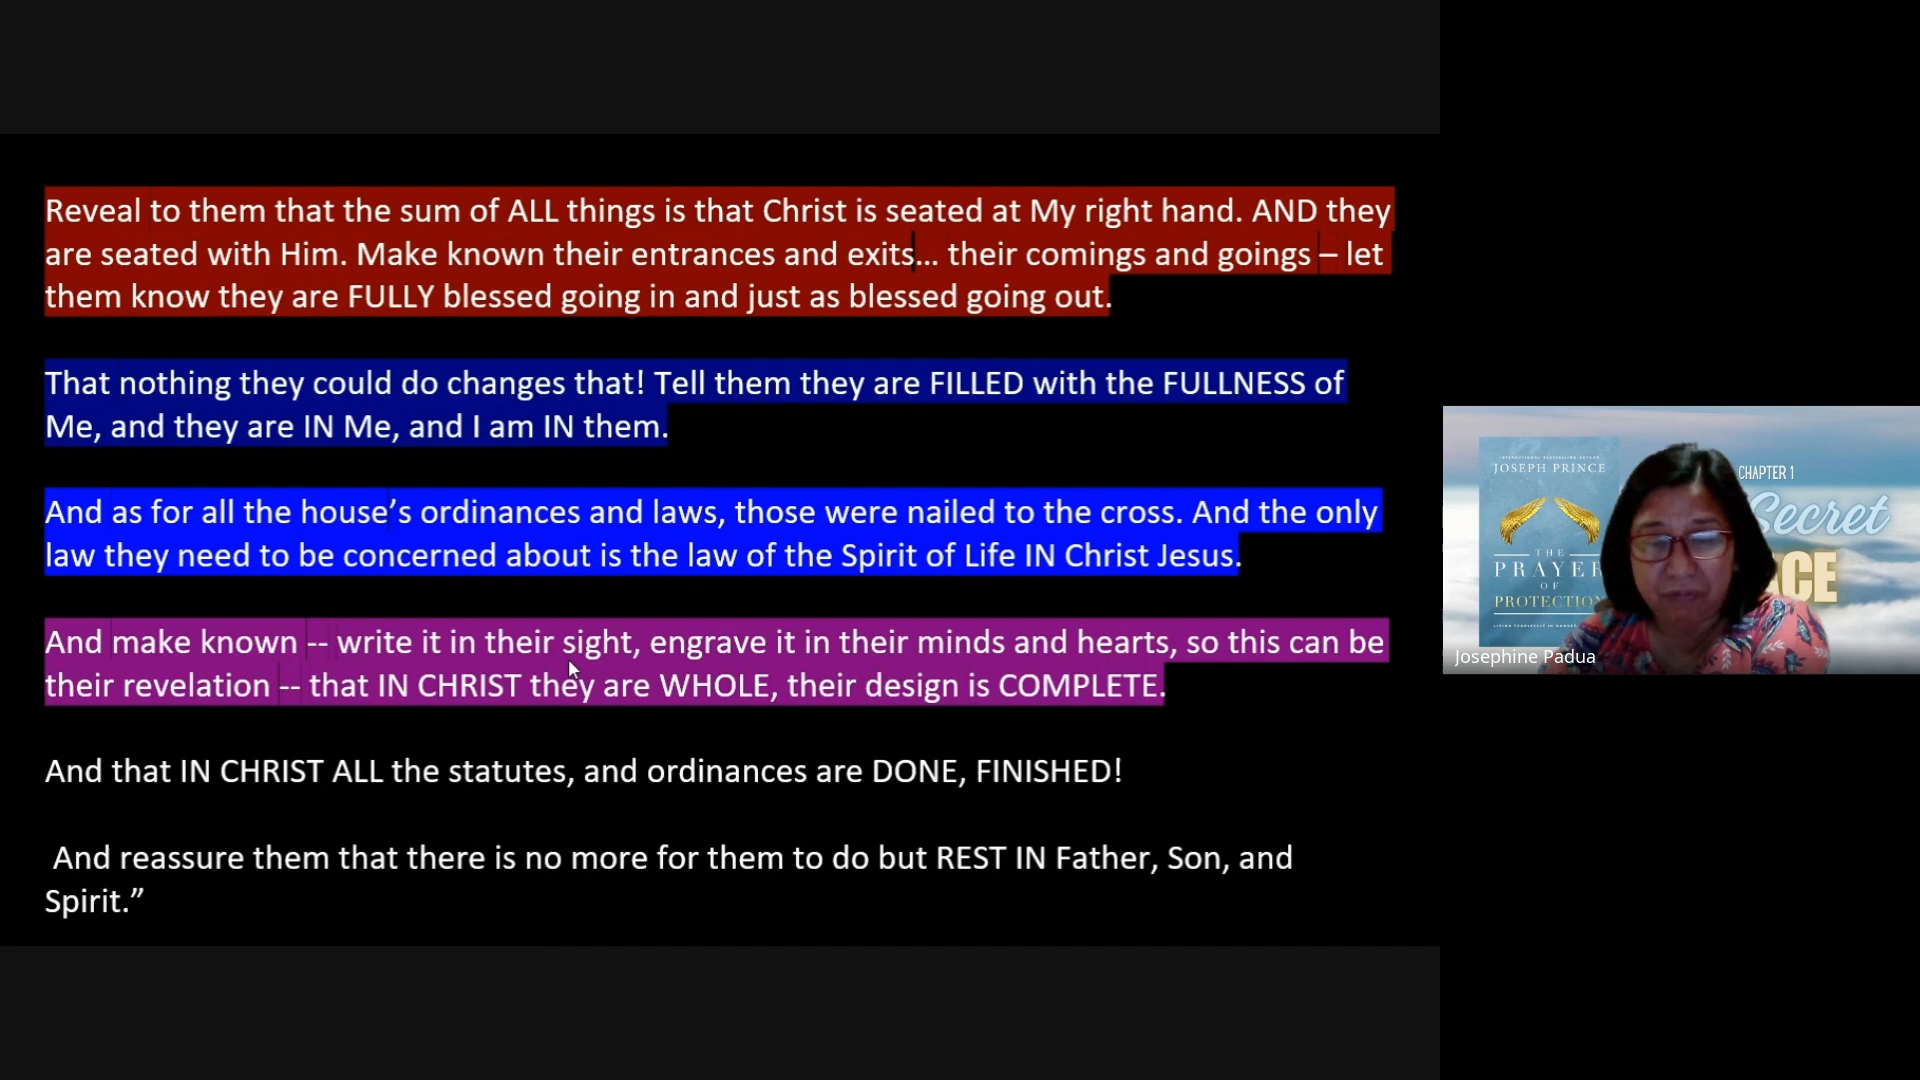 Reveal to them that the sum of ALL things is that Christ is seated at My right hand. AND they
are seated with Him. Make known their entrances and exits... their comings and goings – let
them know they are FULLY blessed going in and just as blessed going out.
That nothing they could do changes that! Tell them they are FILLED with the FULLNESS of
Me, and they are IN Me, and I am IN them.
And as for all the house’s ordinances and laws, those were nailed to the cross. And the only
law they need to be concerned about is the law of the Spirit of Life IN Christ Jesus.
And make known -- write it in their sight, engrave it in their minds and hearts, so this can be
their revelation -- that IN CHRIST they are WHOLE, their design is COMPLETE.
And that IN CHRIST ALL the statutes, and ordinances are DONE, FINISHED!
And reassure them that there is no more for them to do but REST IN Father, Son, and
Spirit.”
JOSEPH PRINCE
THE
PRAYER
OF
PROTECTION
CHAPTER 1
Secret
CE
Josephine Padua